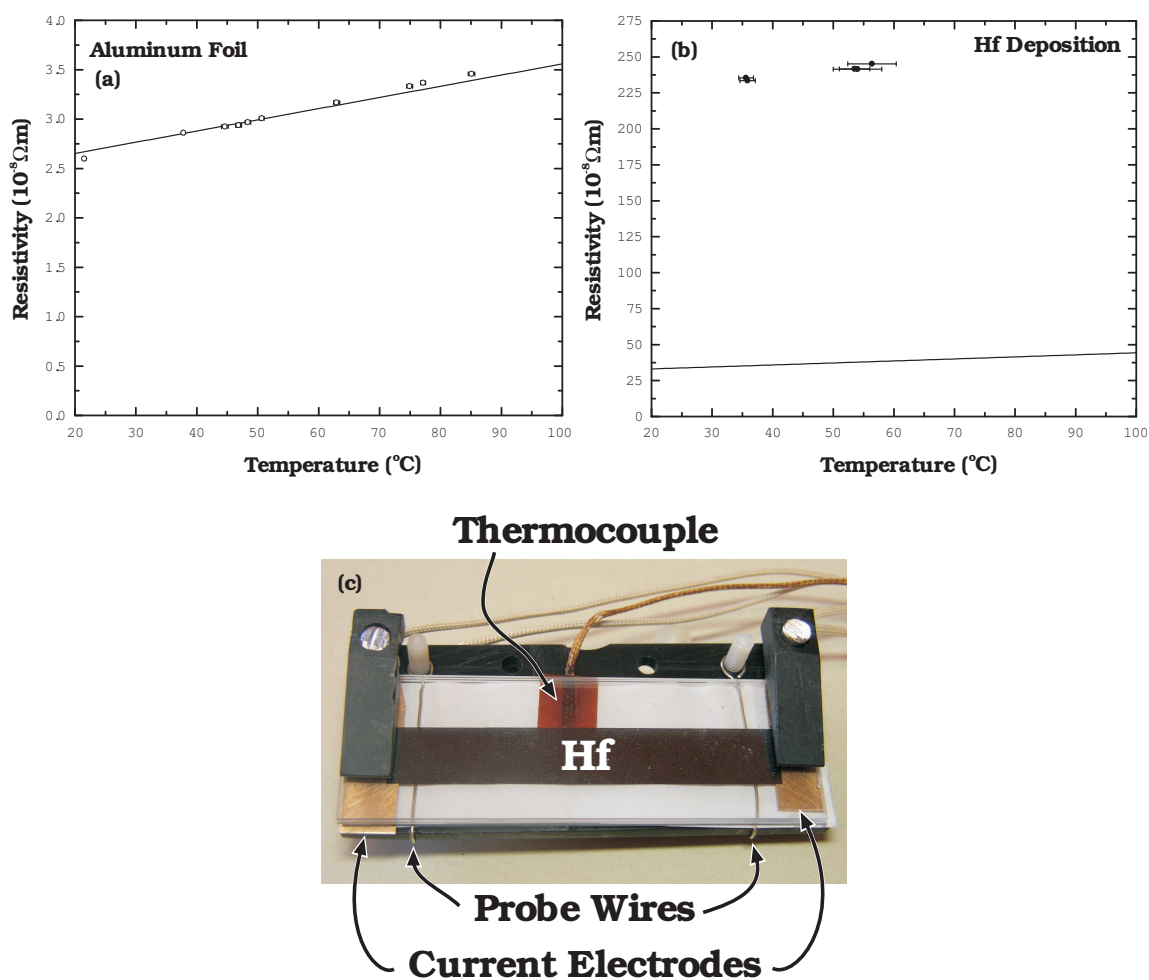 Aluminum Foil
(a)
4.0
3.5
3.0
2.5
2.0
1.5
1.0
0.5
0.0
Resistivity (10⁻⁸Ωm)
20 30 40 50 60 70 80 90 100
Temperature (°C)
(b)
Hf Deposition
275
250
225
200
175
150
125
100
75
50
25
0
Resistivity (10⁻⁸Ωm)
20 30 40 50 60 70 80 90 100
Temperature (°C)
Thermocouple
(c)
Hf
Probe Wires
Current Electrodes